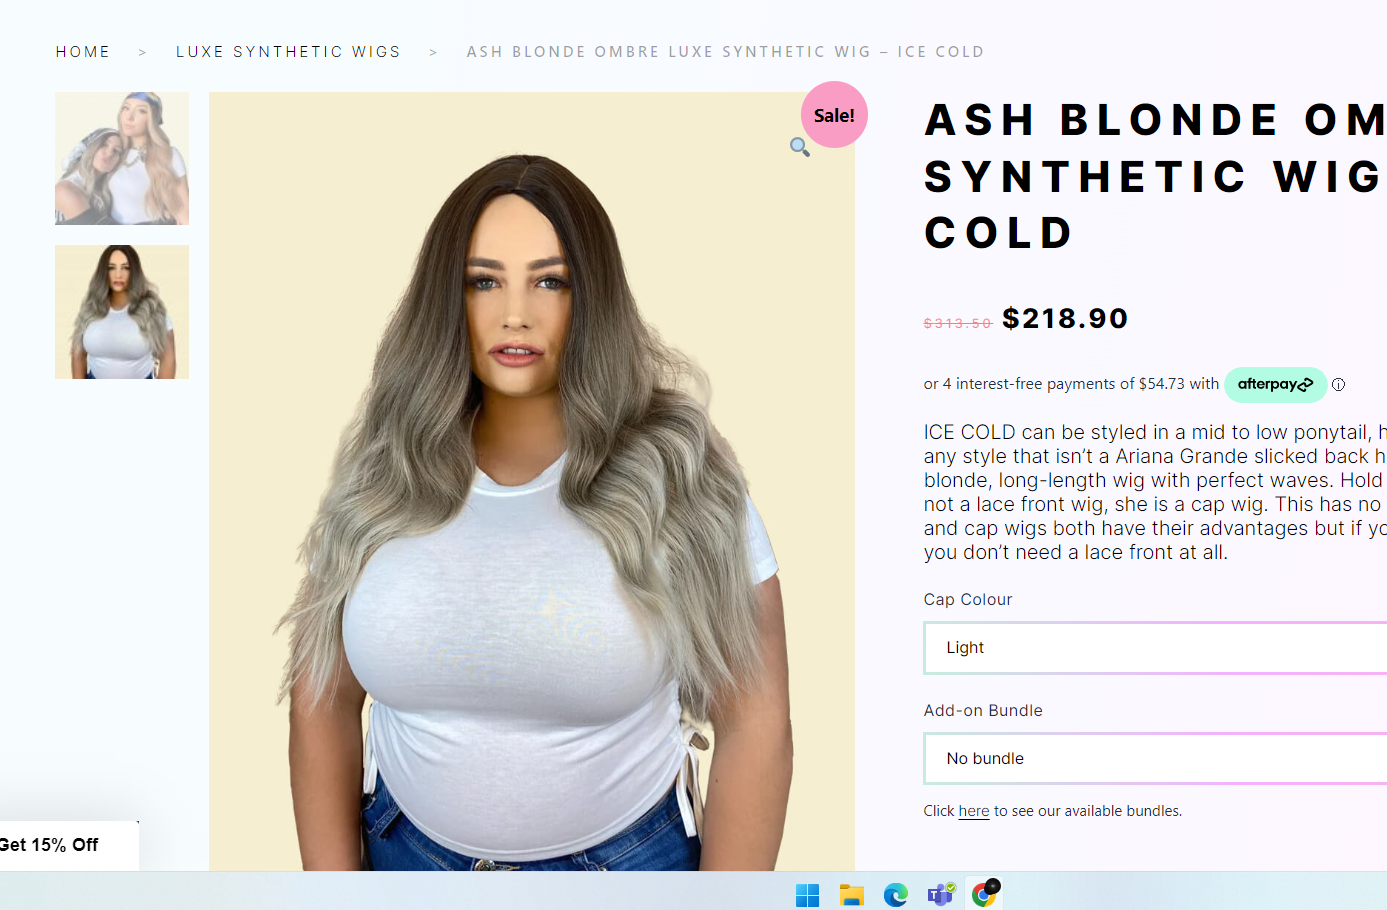 HOME > LUXE SYNTHETIC WIGS > ASH BLONDE OMBRE LUXE SYNTHETIC WIG – ICE COLD
Sale!
ASH BLONDE OM
SYNTHETIC WIG
COLD
$313.50 $218.90
or 4 interest-free payments of $54.73 with afterpay
ICE COLD can be styled in a mid to low ponytail, h
any style that isn’t a Ariana Grande slicked back h
blonde, long-length wig with perfect waves. Hold
not a lace front wig, she is a cap wig. This has no
and cap wigs both have their advantages but if yo
you don’t need a lace front at all.
Cap Colour
Light
Add-on Bundle
No bundle
Click here to see our available bundles.
Get 15% Off